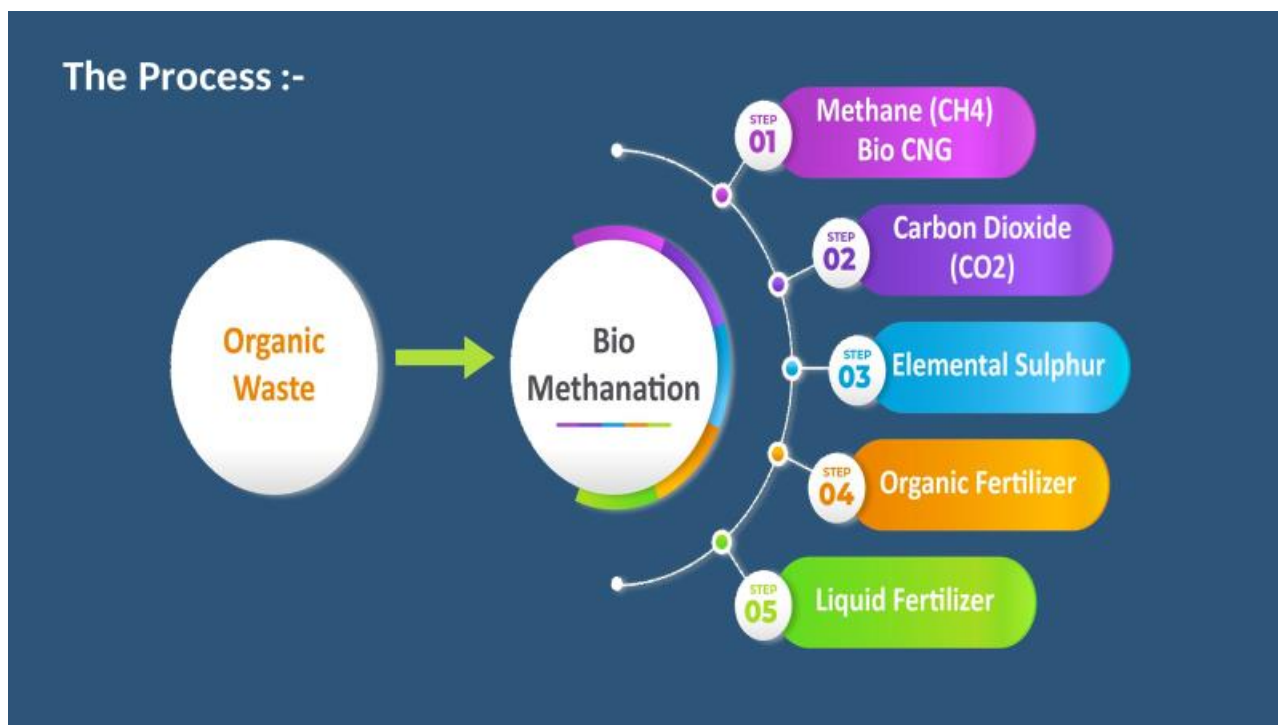 The Process :-
Organic
Waste
Bio
Methanation
STEP
01
Methane (CH4)
Bio CNG
STEP
02
Carbon Dioxide
(CO2)
STEP
03
Elemental Sulphur
STEP
04
Organic Fertilizer
STEP
05
Liquid Fertilizer